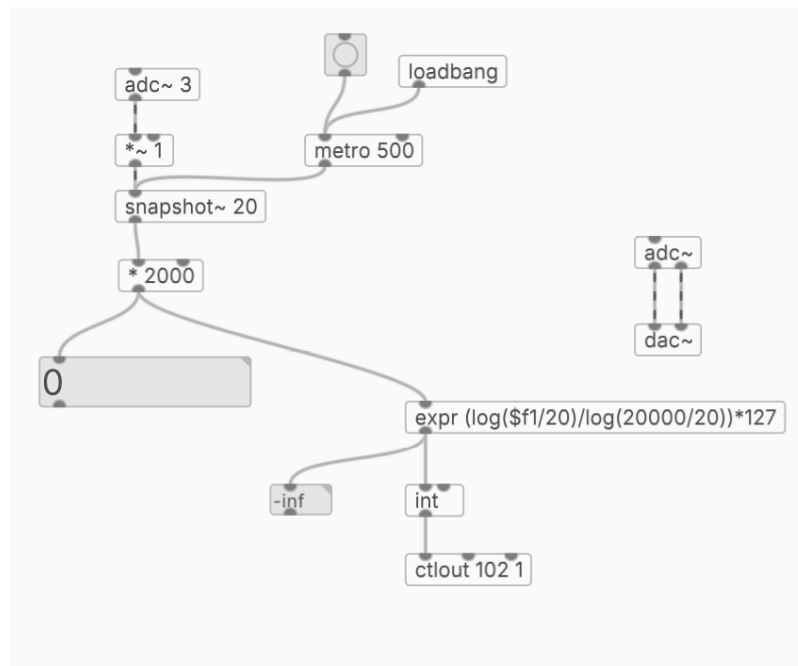 loadbang
adc~ 3
*~ 1
metro 500
snapshot~ 20
adc~
* 2000
dac~
0
expr (log($f1/20)/log(20000/20))*127
-inf
int
ctlout 102 1